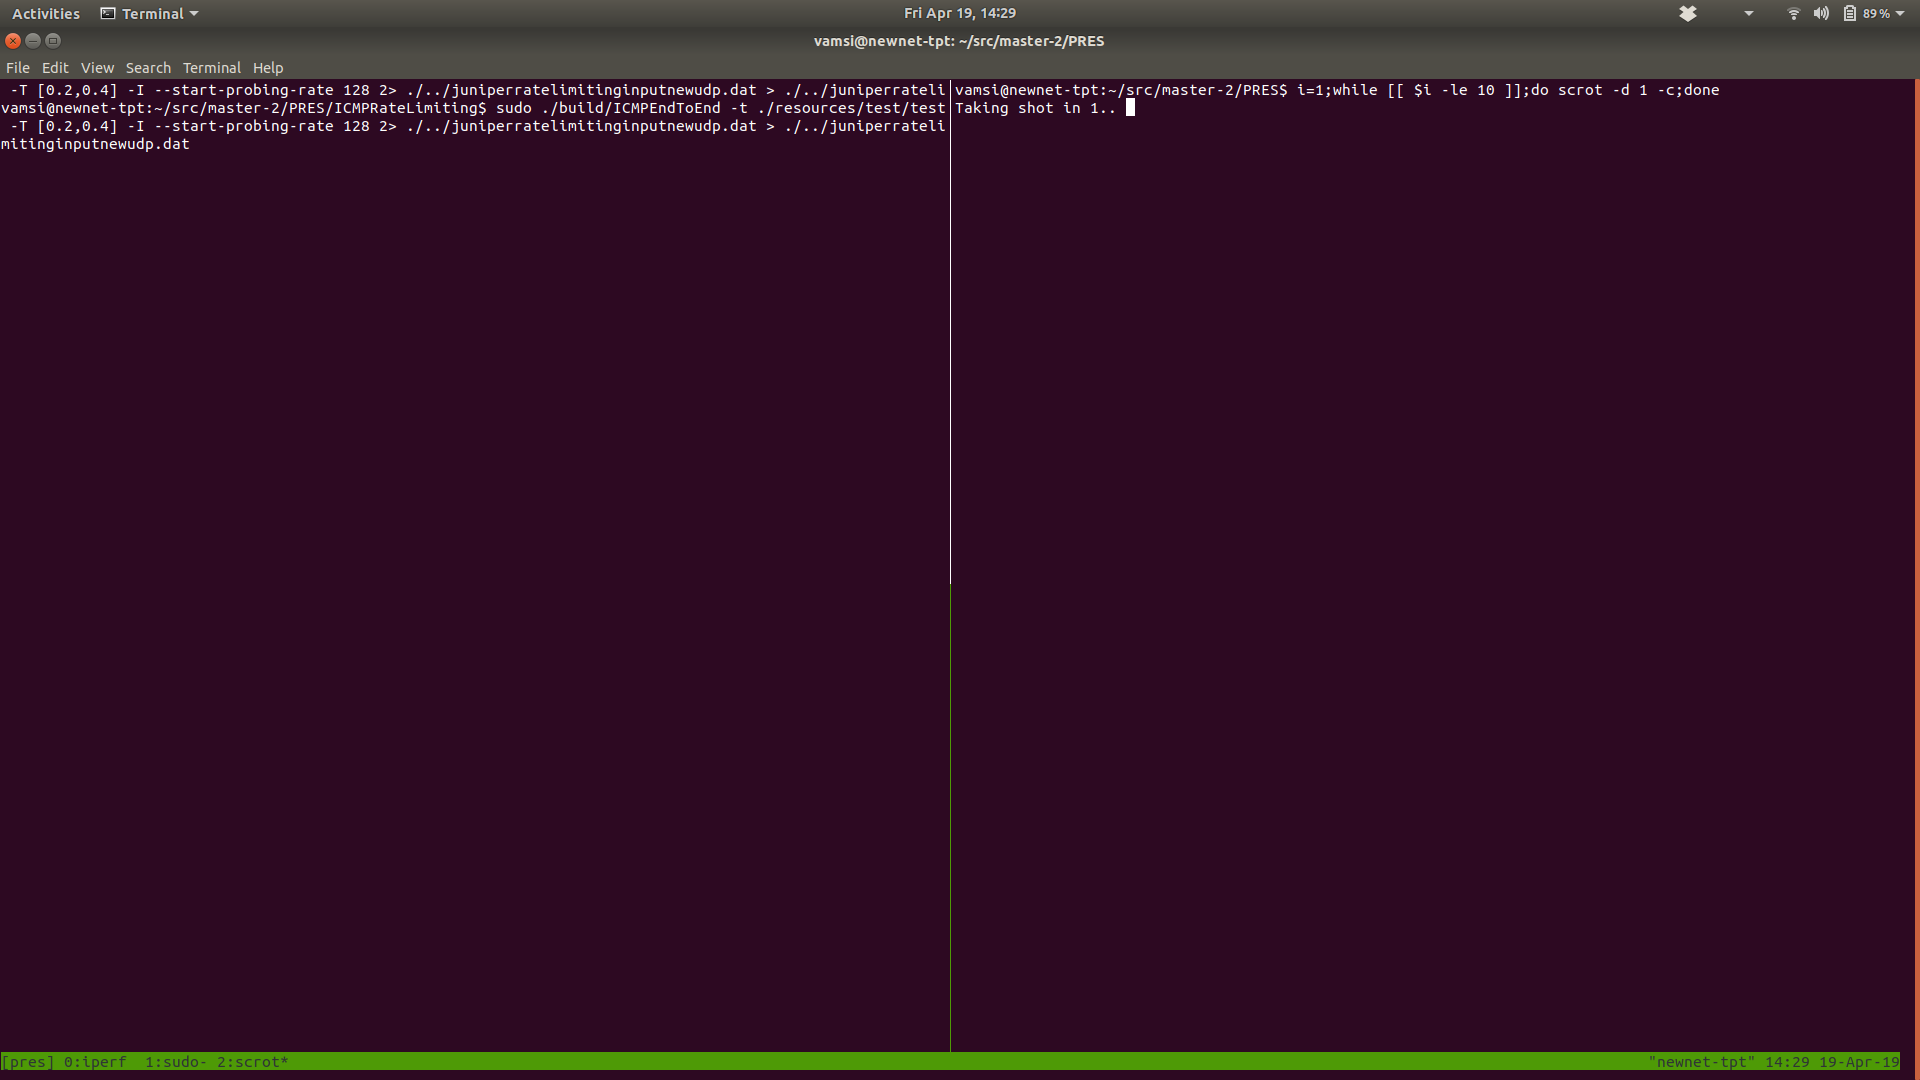 Activities Terminal Fri Apr 19, 14:29 89 %
vamsi@newnet-tpt: ~/src/master-2/PRES
File Edit View Search Terminal Help
-T [0.2,0.4] -I --start-probing-rate 128 2> ./../juniperratelimitinginputnewudp.dat > ./../juniperrateli
vamsi@newnet-tpt:~/src/master-2/PRES/ICMPRateLimiting$ sudo ./build/ICMPEndToEnd -t ./resources/test/test
-T [0.2,0.4] -I --start-probing-rate 128 2> ./../juniperratelimitinginputnewudp.dat > ./../juniperrateli
mitinginputnewudp.dat
vamsi@newnet-tpt:~/src/master-2/PRES$ i=1;while [[ $i -le 10 ]];do scrot -d 1 -c;done
Taking shot in 1..
[pres] 0:iperf  1:sudo- 2:scrot* "newnet-tpt" 14:29 19-Apr-19